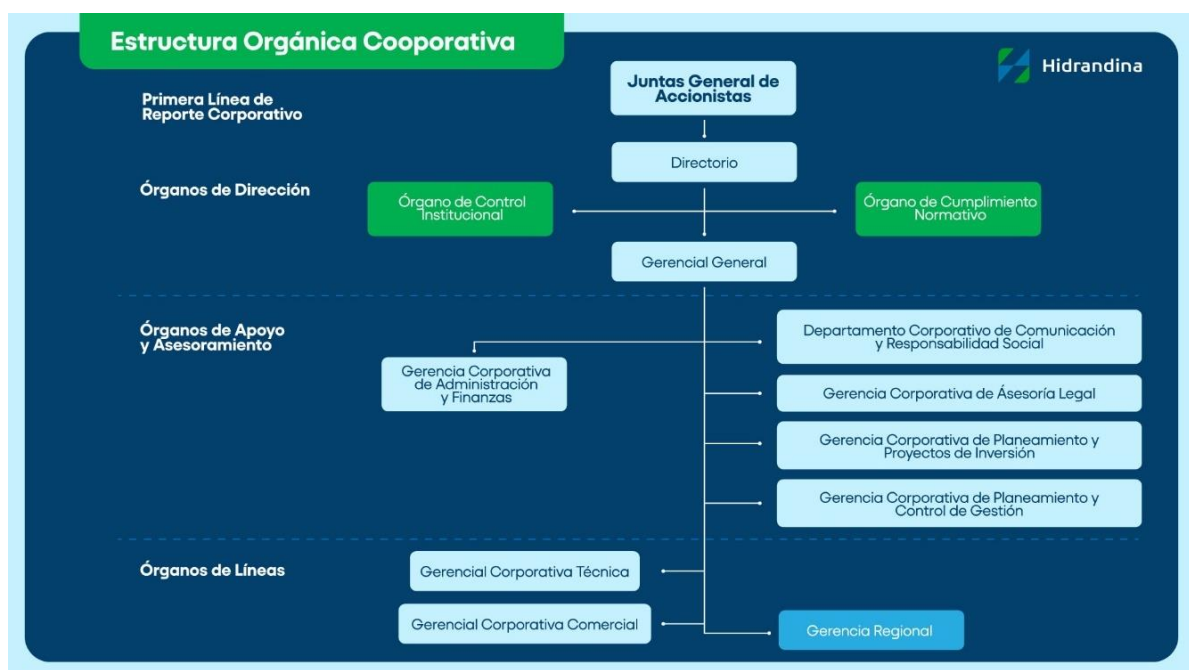 Estructura Orgánica Cooporativa
Hidrandina
Primera Línea de
Reporte Corporativo
Juntas General de
Accionistas
Directorio
Órganos de Dirección
Órgano de Control
Institucional
Órgano de Cumplimiento
Normativo
Gerencial General
Órganos de Apoyo
y Asesoramiento
Departamento Corporativo de Comunicación
y Responsabilidad Social
Gerencia Corporativa
de Administración
y Finanzas
Gerencia Corporativa de Ásesoría Legal
Gerencia Corporativa de Planeamiento y
Proyectos de Inversión
Gerencia Corporativa de Planeamiento y
Control de Gestión
Órganos de Líneas
Gerencial Corporativa Técnica
Gerencial Corporativa Comercial
Gerencia Regional